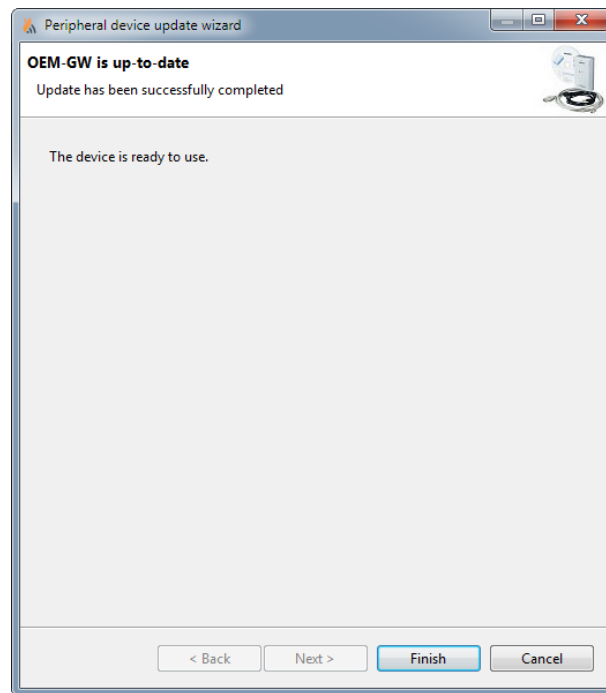 Peripheral device update wizard
OEM-GW is up-to-date
Update has been successfully completed
The device is ready to use.
< Back Next > Finish Cancel